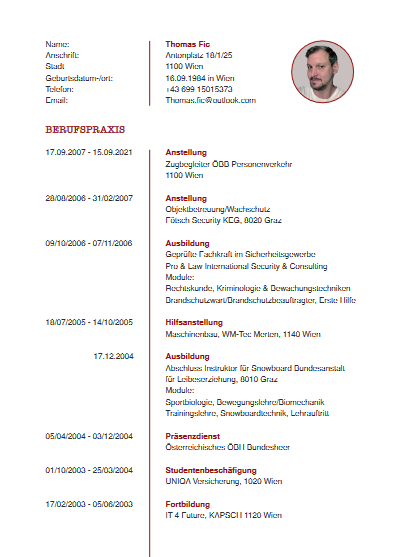 Name: Thomas Fic
Anschrift: Antonplatz 18/1/25
Stadt 1100 Wien
Geburtsdatum-/ort: 16.09.1984 in Wien
Telefon: +43 699 15015373
Email: Thomas.fic@outlook.com
BERUFSPRAXIS
17.09.2007 - 15.09.2021 Anstellung
Zugbegleiter ÖBB Personenverkehr
1100 Wien
28/08/2006 - 31/02/2007 Anstellung
Objektbetreuung/Wachschutz
Fötsch Security KEG, 8020 Graz
09/10/2006 - 07/11/2006 Ausbildung
Geprüfte Fachkraft im Sicherheitsgewerbe
Pro & Law International Security & Consulting
Module:
Rechtskunde, Kriminologie & Bewachungstechniken
Brandschutzwart/Brandschutzbeauftragter, Erste Hilfe
18/07/2005 - 14/10/2005 Hilfsanstellung
Maschinenbau, WM-Tec Merten, 1140 Wien
17.12.2004 Ausbildung
Abschluss Instruktor für Snowboard Bundesanstalt
für Leibeserziehung, 8010 Graz
Module:
Sportbiologie, Bewegungslehre/Biomechanik
Trainingslehre, Snowboardtechnik, Lehrauftritt
05/04/2004 - 03/12/2004 Präsenzdienst
Österreichisches ÖBH Bundesheer
01/10/2003 - 25/03/2004 Studentenbeschäfigung
UNIQA Versicherung, 1020 Wien
17/02/2003 - 05/06/2003 Fortbildung
IT 4 Future, KAPSCH 1120 Wien